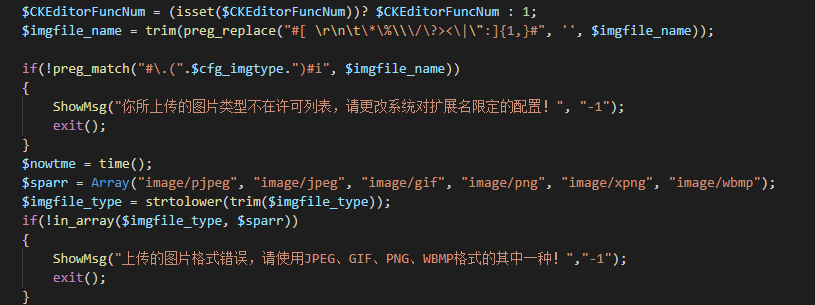 $CKEditorFuncNum = (isset($CKEditorFuncNum))? $CKEditorFuncNum : 1;
$imgfile_name = trim(preg_replace("#[ \r\n\t\*\%\\\/\?><\|\":]{1,}#", '', $imgfile_name));
if(!preg_match("#\.(".$cfg_imgtype.")#i", $imgfile_name))
{
ShowMsg("你所上传的图片类型不在许可列表，请更改系统对扩展名限定的配置！", "-1");
exit();
}
$nowtme = time();
$sparr = Array("image/pjpeg", "image/jpeg", "image/gif", "image/png", "image/xpng", "image/wbmp");
$imgfile_type = strtolower(trim($imgfile_type));
if(!in_array($imgfile_type, $sparr))
{
ShowMsg("上传的图片格式错误，请使用JPEG、GIF、PNG、WBMP格式的其中一种！","-1");
exit();
}